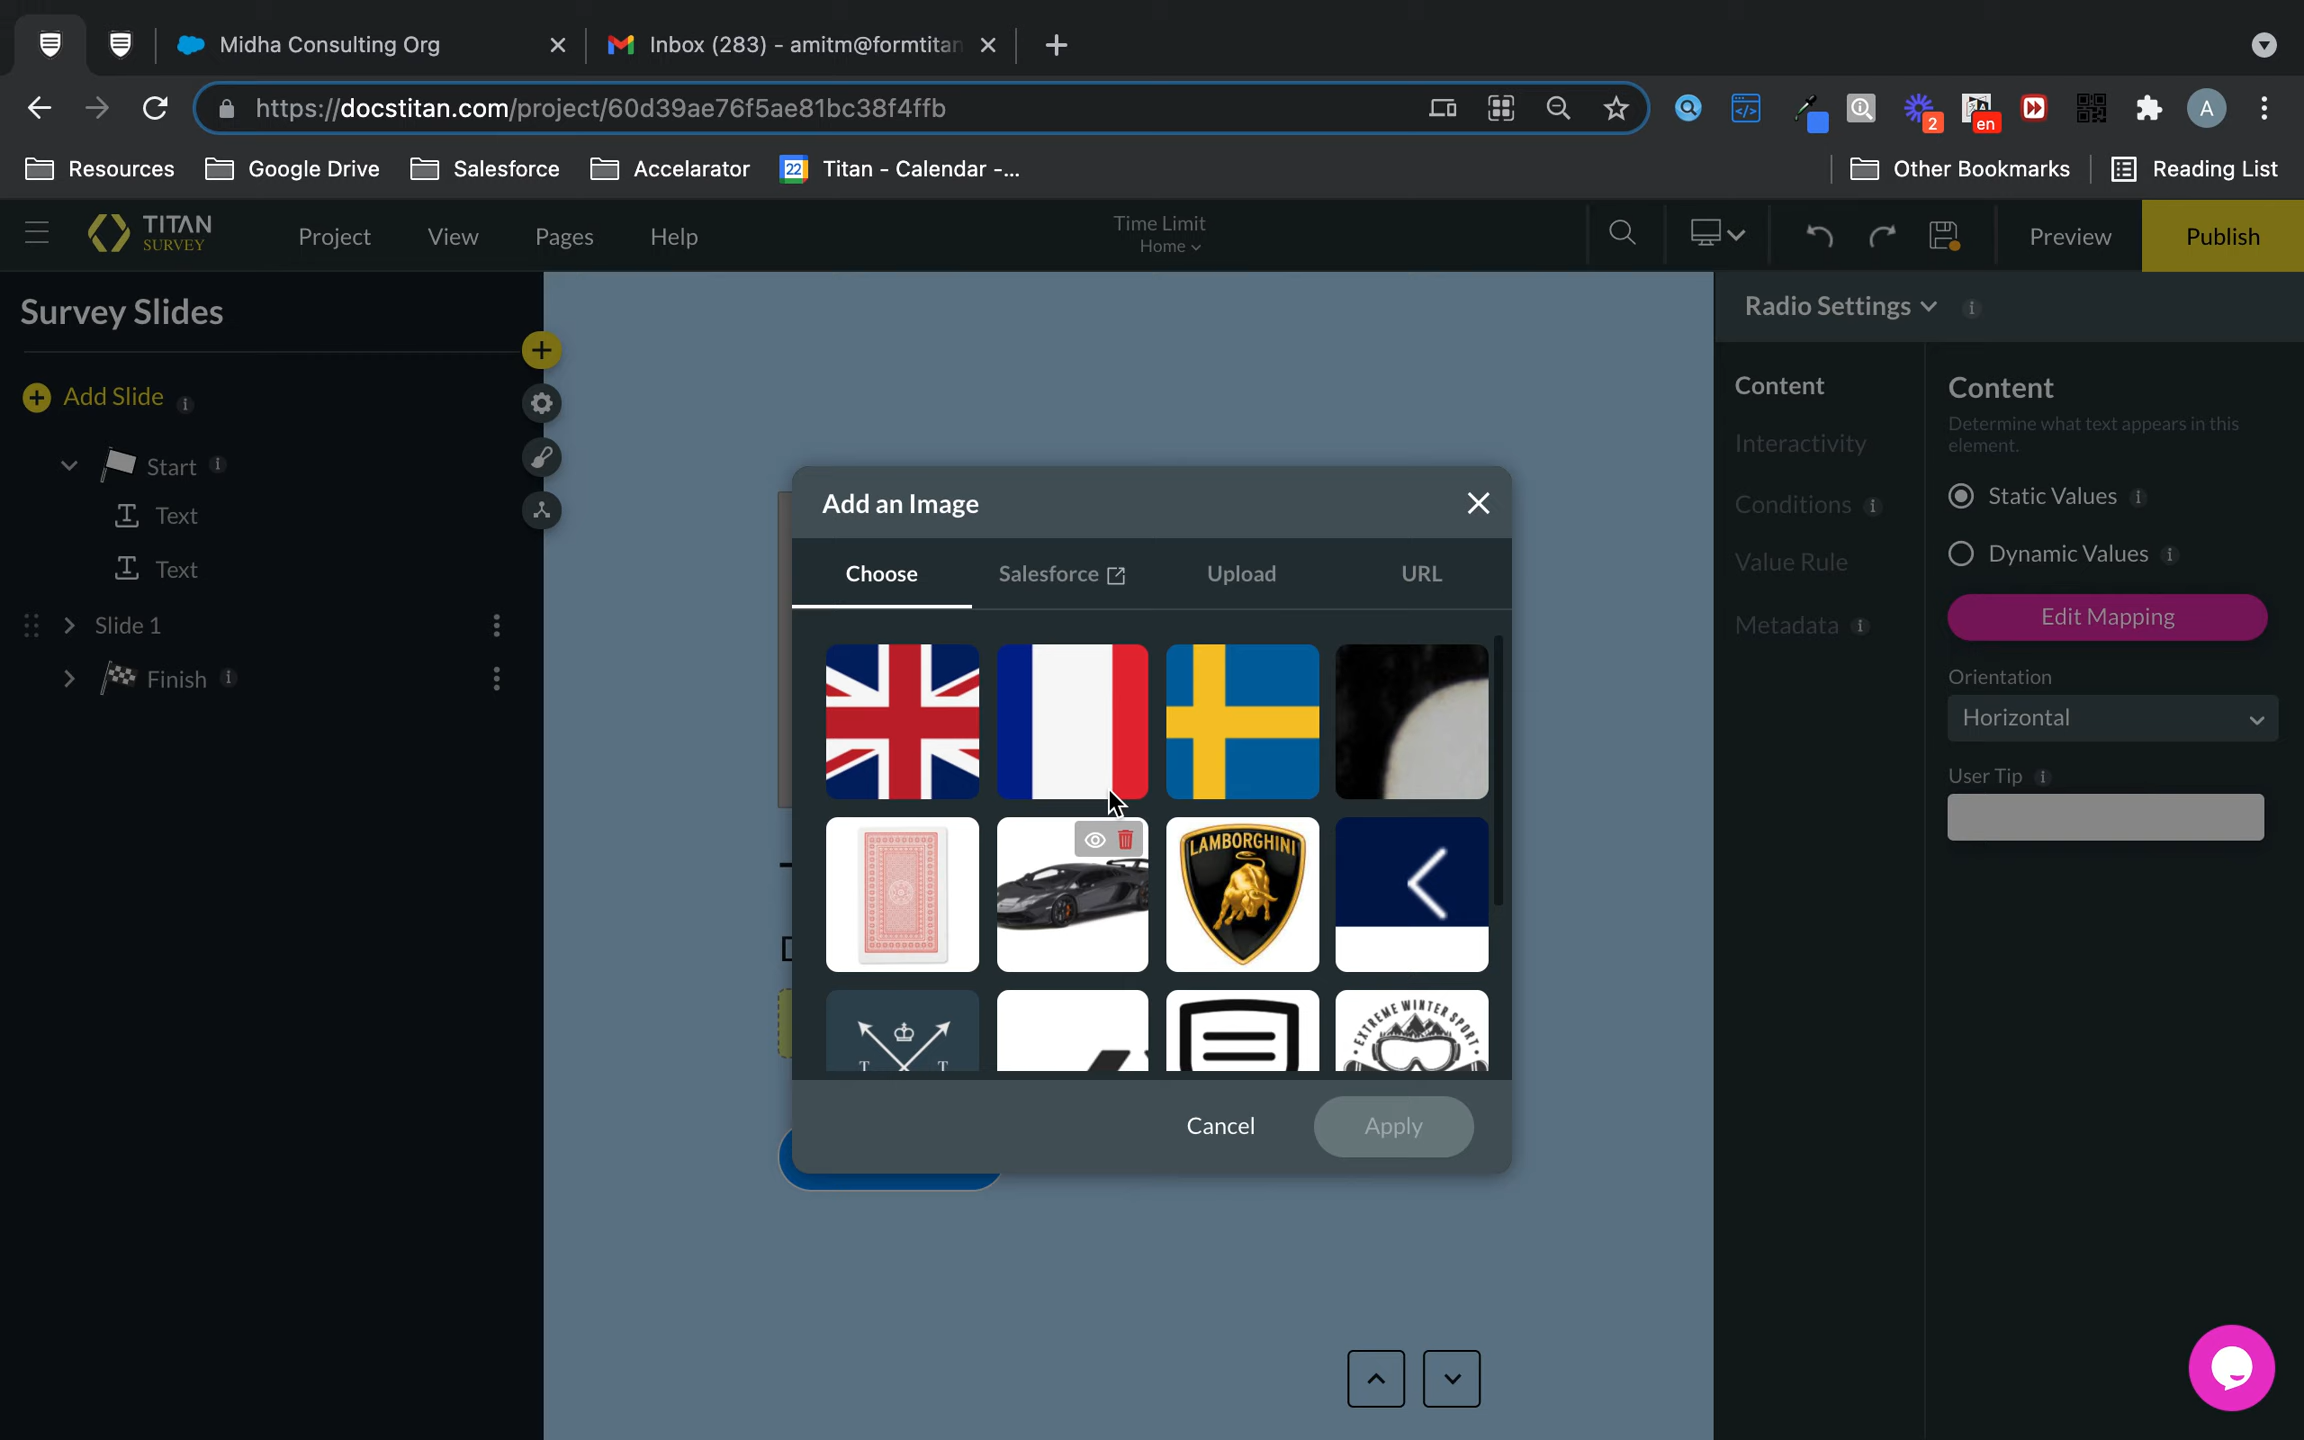 Midha Consulting Org
Inbox (283) - amitm@formtitan
https://docstitan.com/project/60d39ae76f5ae81bc38f4ffb
2
en
A
Resources
Google Drive
Salesforce
Accelarator
22
Titan - Calendar -...
Other Bookmarks
Reading List
TITAN
SURVEY
Project
View
Pages
Help
Time Limit
Home
Preview
Publish
Survey Slides
Add Slide
Start
Text
Text
Slide 1
Finish
Add an Image
Choose
Salesforce
Upload
URL
LAMBORGHINI
T T
EXTREME WINTER SPORT
Cancel
Apply
Radio Settings
Content
Interactivity
Conditions
Value Rule
Metadata
Content
Determine what text appears in this
element.
Static Values
Dynamic Values
Edit Mapping
Orientation
Horizontal
User Tip